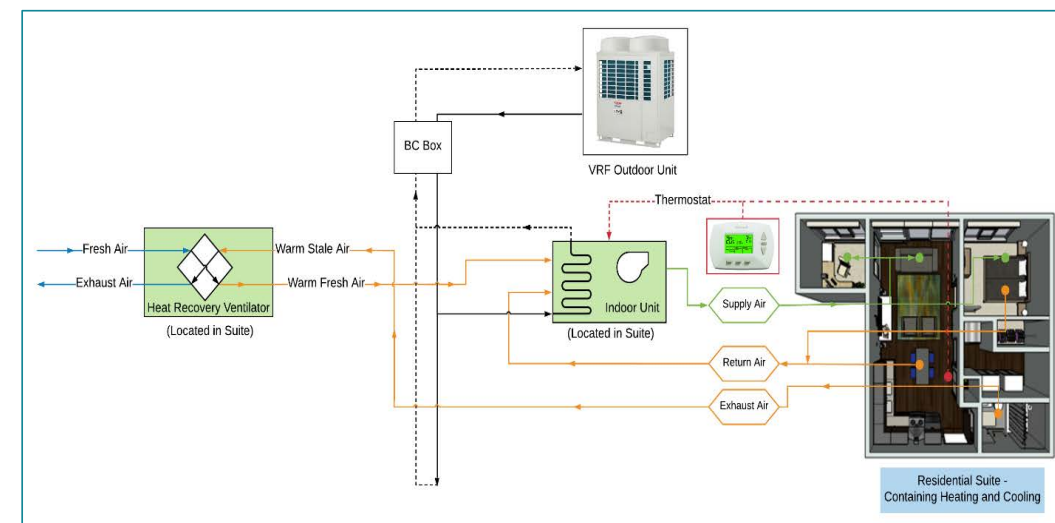 BC Box
VRF Outdoor Unit
Thermostat
Fresh Air
Warm Stale Air
Exhaust Air
Warm Fresh Air
Heat Recovery Ventilator
(Located in Suite)
Indoor Unit
(Located in Suite)
Supply Air
Return Air
Exhaust Air
Residential Suite -
Containing Heating and Cooling